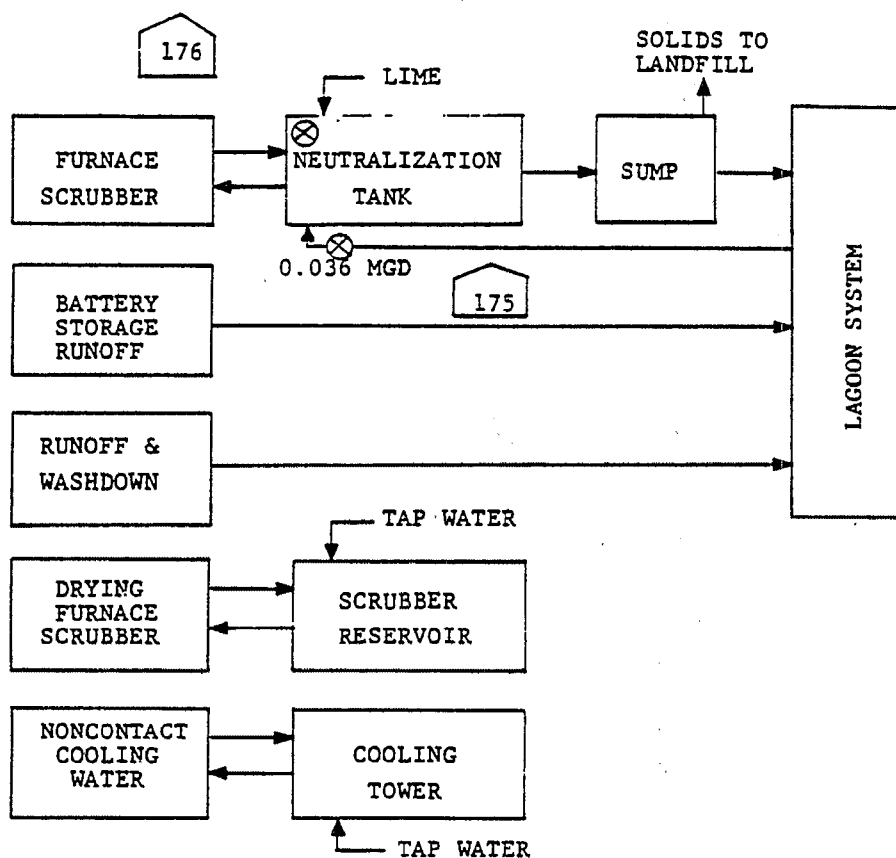 176
SOLIDS TO
LANDFILL
LIME
FURNACE
SCRUBBER
NEUTRALIZATION
TANK
SUMP
0.036 MGD
175
BATTERY
STORAGE
RUNOFF
LAGOON SYSTEM
RUNOFF &
WASHDOWN
TAP WATER
DRYING
FURNACE
SCRUBBER
SCRUBBER
RESERVOIR
NONCONTACT
COOLING
WATER
COOLING
TOWER
TAP WATER